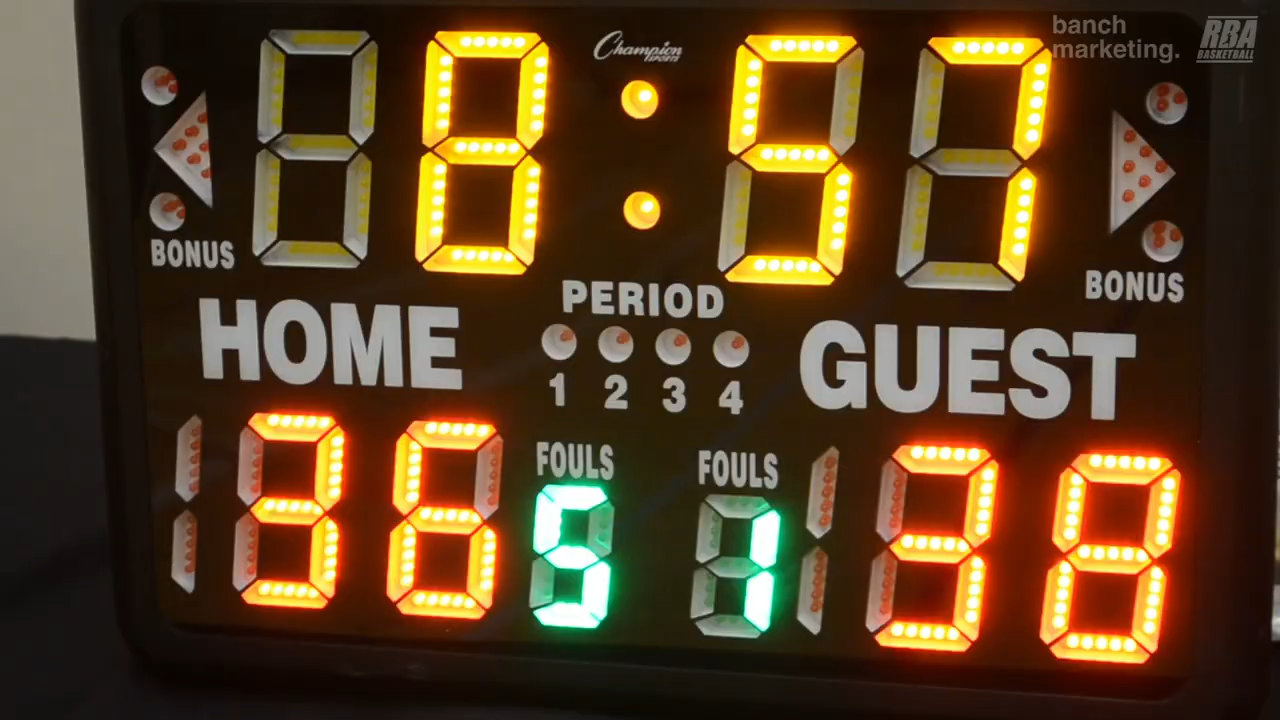 banch
marketing.
RBA
BASKETBALL
Champion
SPORTS
8:57
BONUS
BONUS
PERIOD
HOME
GUEST
1 2 3 4
FOULS
FOULS
36
5
1
38